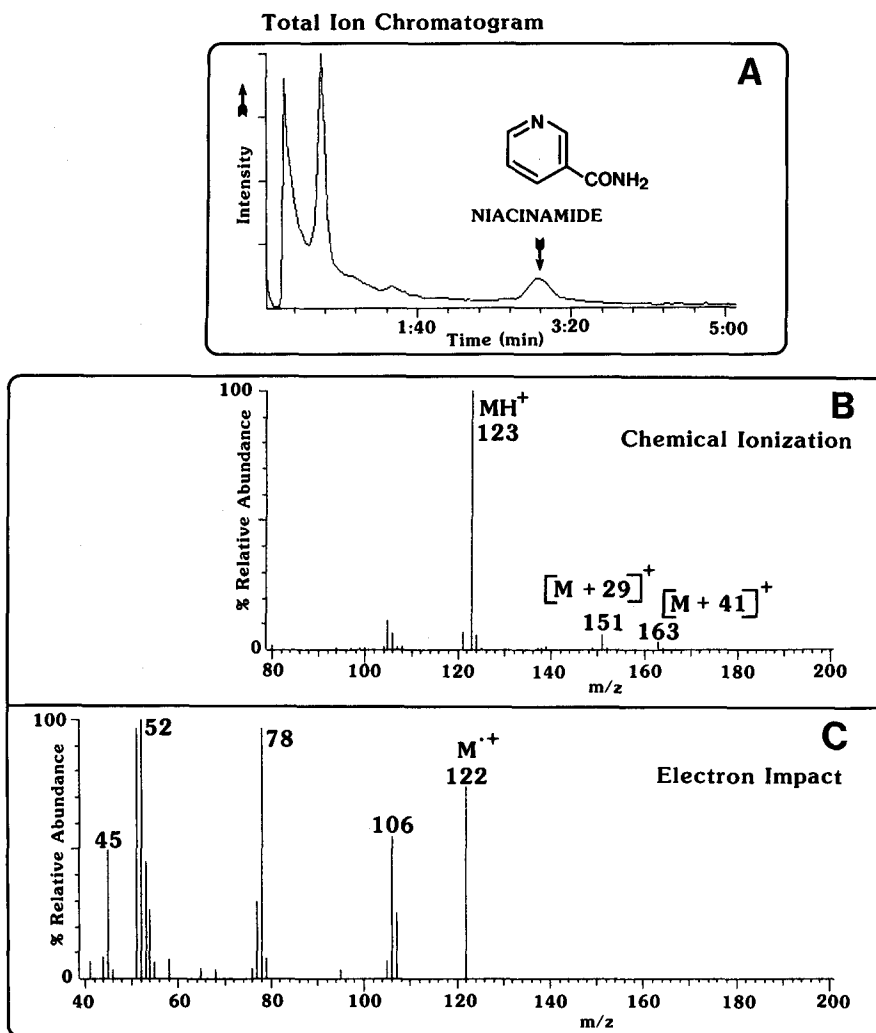 Total Ion Chromatogram
A
Intensity
N
CONH₂
NIACINAMIDE
1:40 3:20 5:00
Time (min)
B
Chemical Ionization
100
% Relative Abundance
0
MH⁺
123
[M + 29]⁺
151
[M + 41]⁺
163
80 100 120 140 160 180 200
m/z
C
Electron Impact
100
% Relative Abundance
0
45
52
78
106
M·⁺
122
40 60 80 100 120 140 160 180 200
m/z